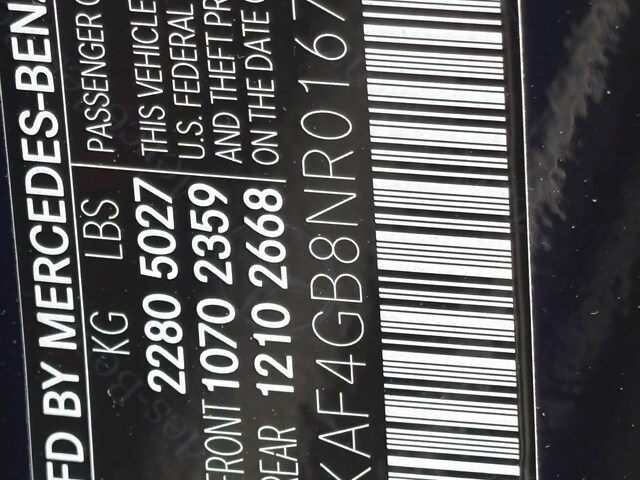 FD BY MERCEDES-BEN
KG LBS PASSENGER
2280 5027 THIS VEHICLE
U.S. FEDERAL
FRONT 1070 2359 AND THEFT PR
REAR 1210 2668 ON THE DATE
KAF4GB8NR0167